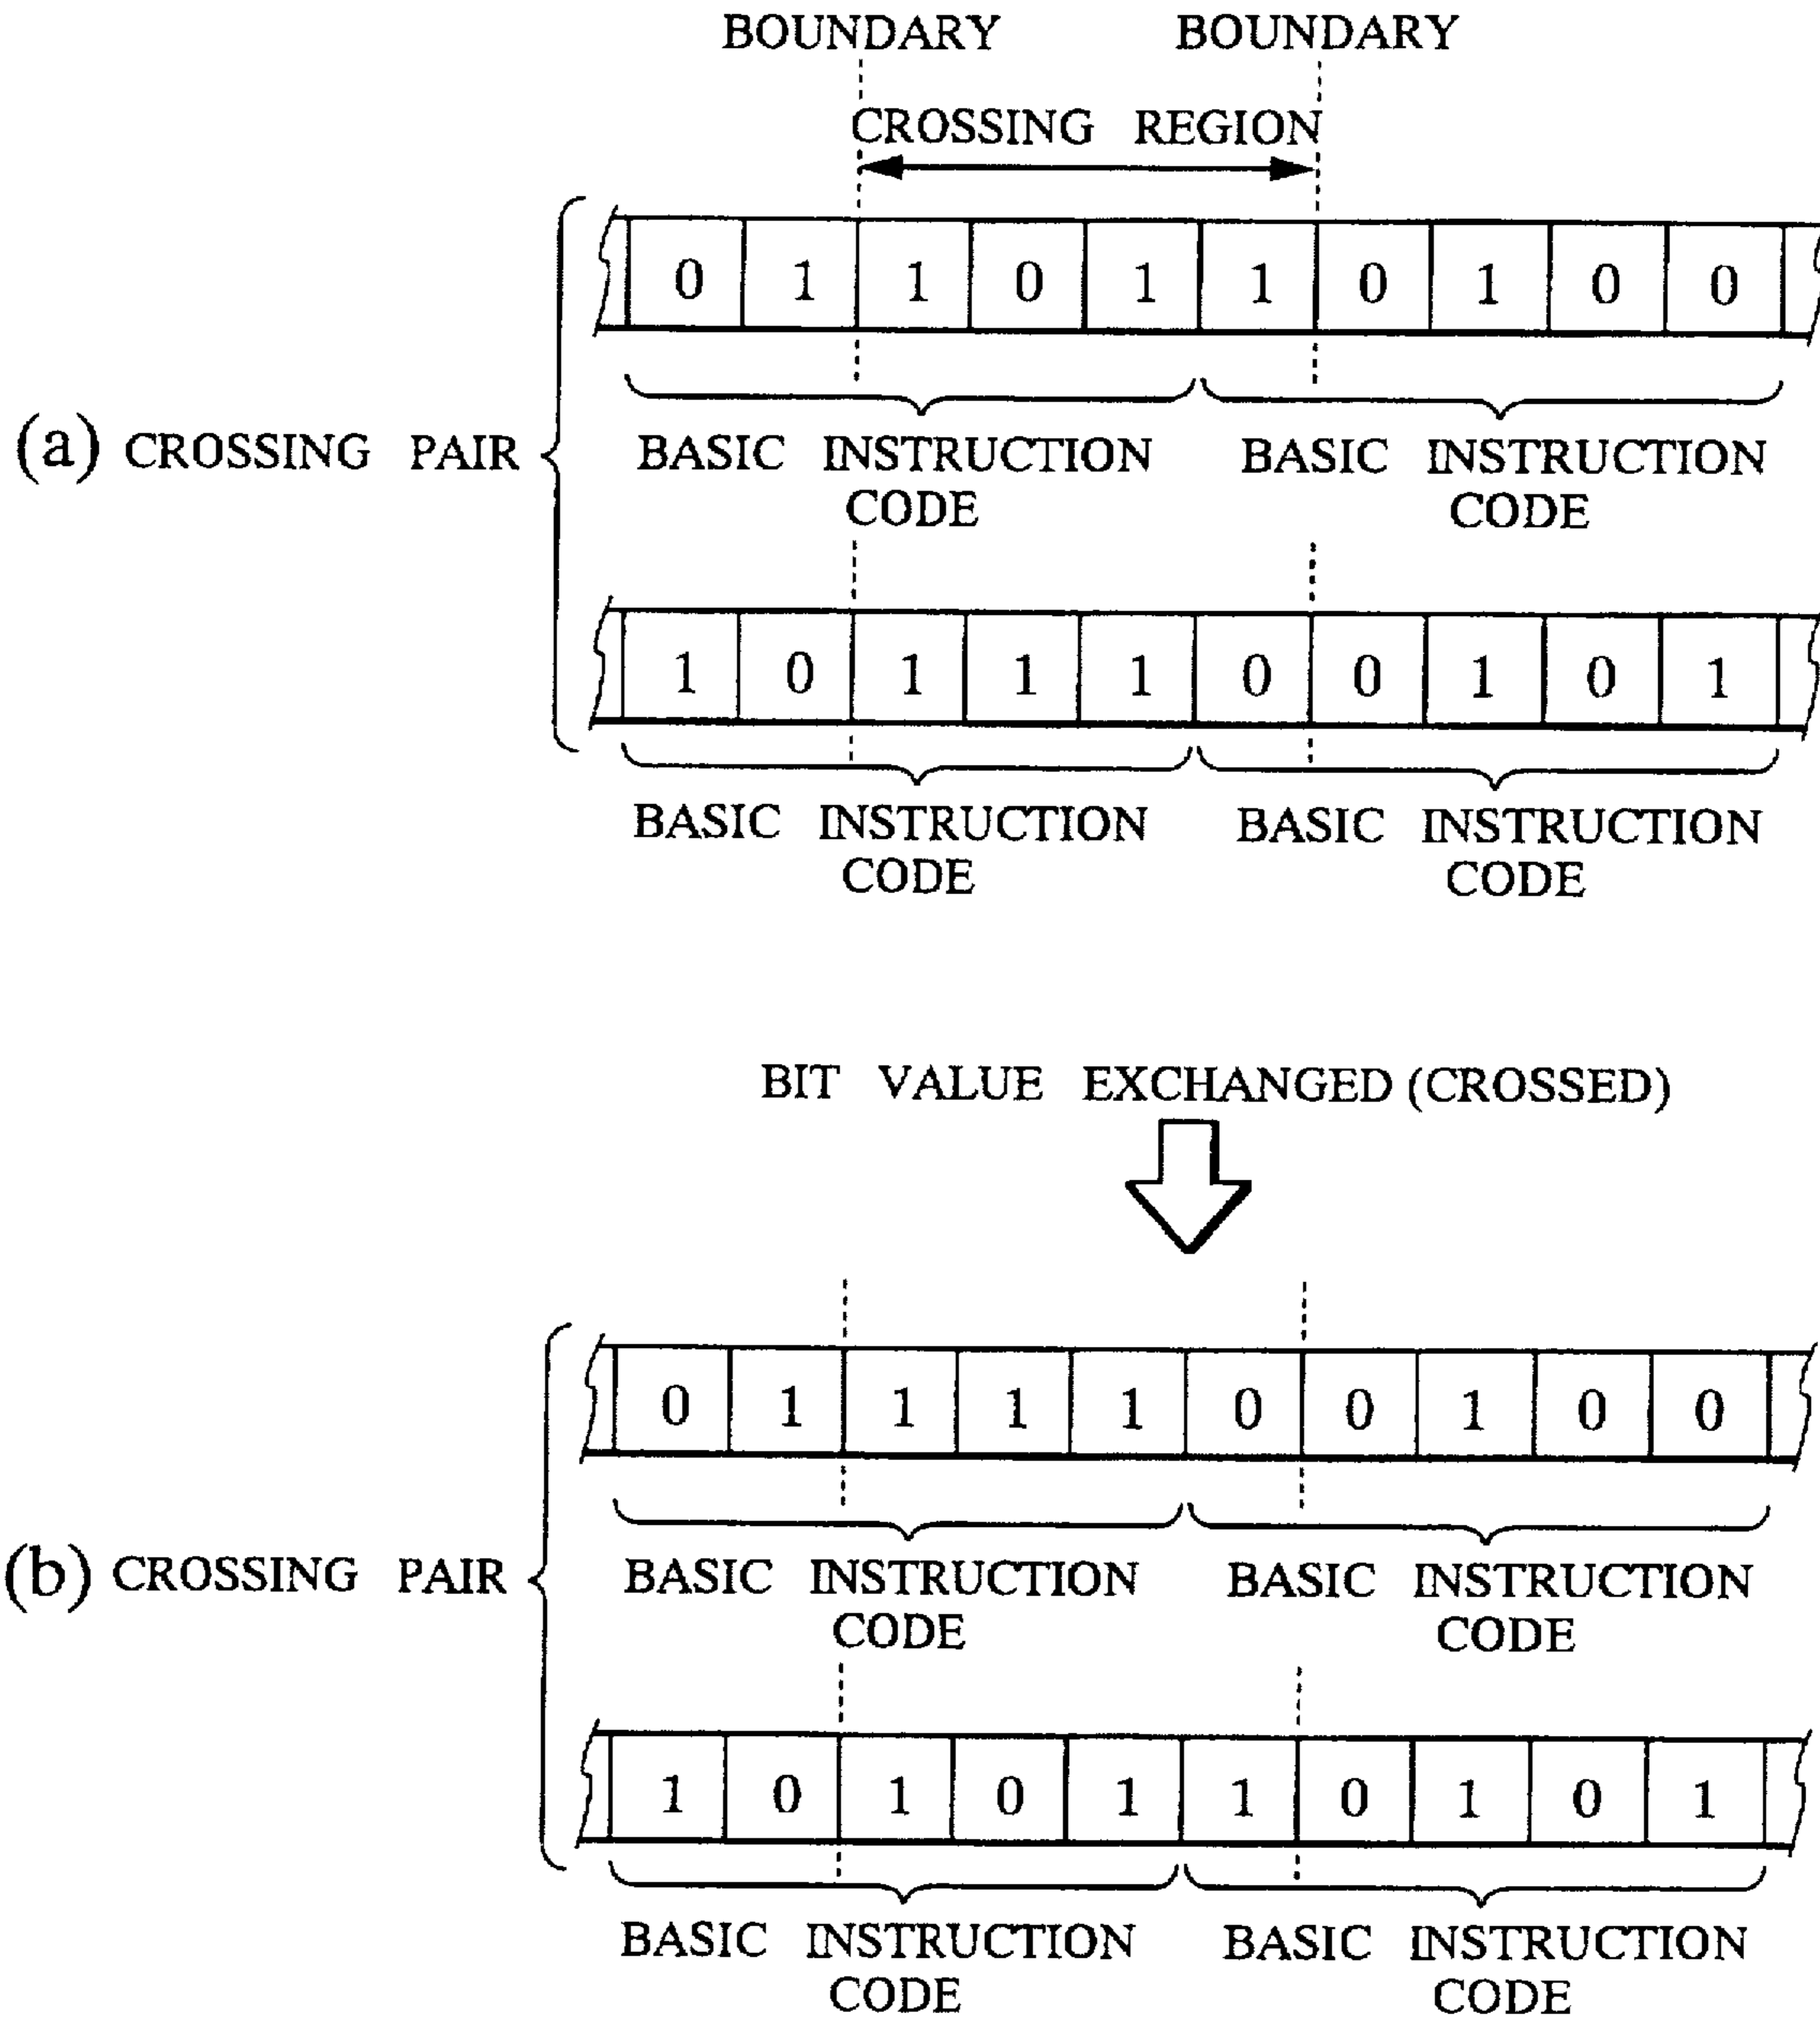 BOUNDARY BOUNDARY
CROSSING REGION
0 1 1 0 1 1 0 1 0 0
(a) CROSSING PAIR
BASIC INSTRUCTION CODE
BASIC INSTRUCTION CODE
1 0 1 1 1 0 0 1 0 1
BASIC INSTRUCTION CODE
BASIC INSTRUCTION CODE
BIT VALUE EXCHANGED (CROSSED)
0 1 1 1 1 0 0 1 0 0
(b) CROSSING PAIR
BASIC INSTRUCTION CODE
BASIC INSTRUCTION CODE
1 0 1 0 1 1 0 1 0 1
BASIC INSTRUCTION CODE
BASIC INSTRUCTION CODE